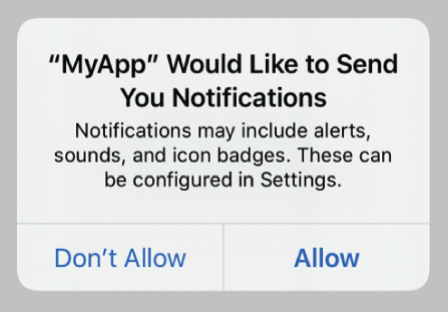 “MyApp” Would Like to Send
You Notifications
Notifications may include alerts,
sounds, and icon badges. These can
be configured in Settings.
Don’t Allow
Allow